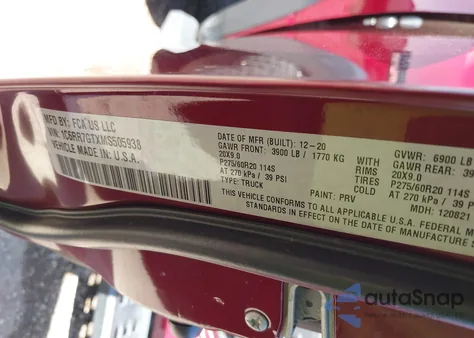 MFD BY: FCA US LLC
VIN: 1C6RR7GTXMS505938
VEHICLE MADE IN U.S.A.
DATE OF MFR (BUILT): 12-20
GAWR FRONT: 3900 LB / 1770 KG
20X9.0
P275/60R20 114S
AT 270 kPa / 39 PSI
TYPE: TRUCK
WITH
RIMS
TIRES
COLD
GVWR: 6900 LB
GAWR
20X9.0
P275/60R20 114S
AT 270 kPa / 39 PSI
PAINT: PRV
MDH: 120821
THIS VEHICLE CONFORMS TO ALL APPLICABLE U.S.A. FEDERAL
STANDARDS IN EFFECT ON THE DATE OF MANUFACTURE
autoSnap